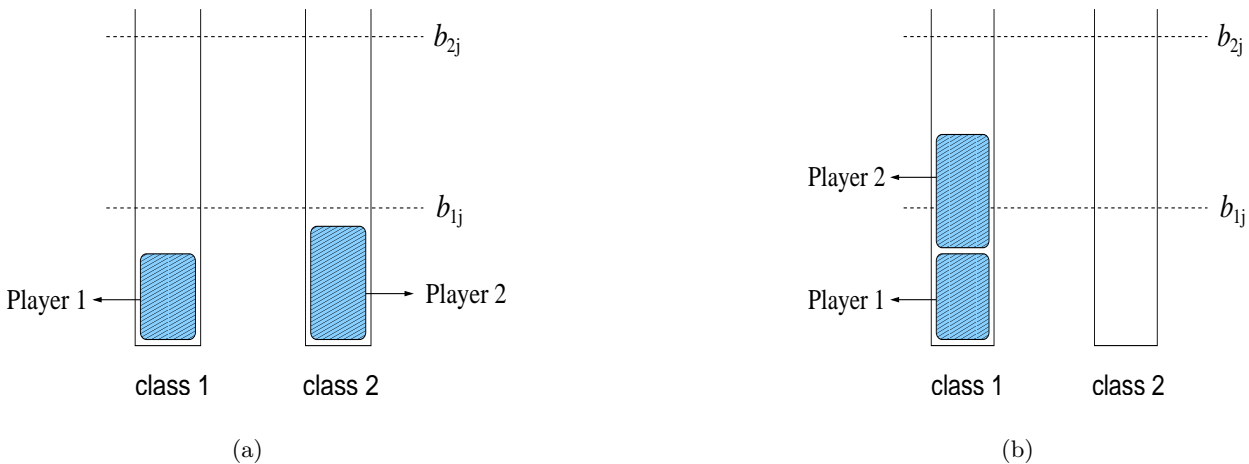 b2j
b1j
Player 1
Player 2
class 1
class 2
(a)
b2j
Player 2
b1j
Player 1
class 1
class 2
(b)